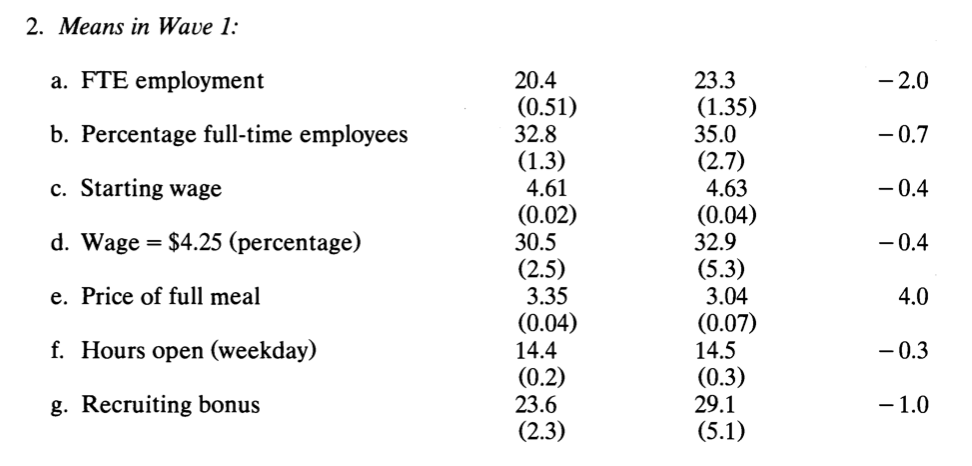 2. Means in Wave 1:
a. FTE employment 20.4 23.3 −2.0
(0.51) (1.35)
b. Percentage full-time employees 32.8 35.0 −0.7
(1.3) (2.7)
c. Starting wage 4.61 4.63 −0.4
(0.02) (0.04)
d. Wage = $4.25 (percentage) 30.5 32.9 −0.4
(2.5) (5.3)
e. Price of full meal 3.35 3.04 4.0
(0.04) (0.07)
f. Hours open (weekday) 14.4 14.5 −0.3
(0.2) (0.3)
g. Recruiting bonus 23.6 29.1 −1.0
(2.3) (5.1)